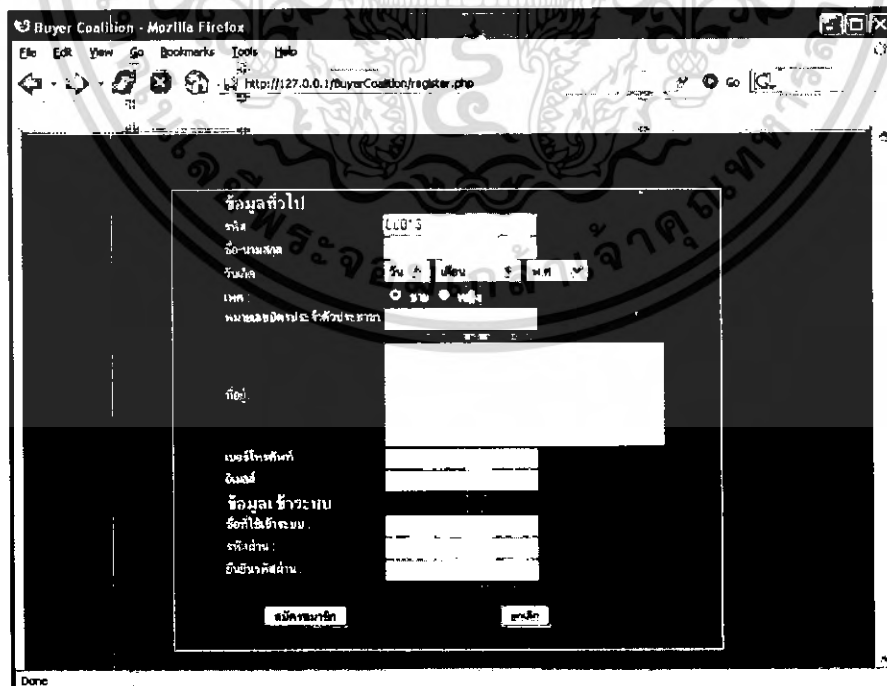 Buyer Coalition - Mozilla Firefox
File Edit View Go Bookmarks Tools Help
http://127.0.0.1/BuyerCoalition/register.php Go
ข้อมูลทั่วไป
รหัส
ชื่อ-นามสกุล
วันเกิด วัน เดือน พ.ศ
เพศ : ชาย หญิง
หมายเลขบัตรประจำตัวประชาชน
ที่อยู่ :
เบอร์โทรศัพท์
อีเมลล์
ข้อมูลเข้าระบบ
ชื่อที่ใช้เข้าระบบ :
รหัสผ่าน :
ยืนยันรหัสผ่าน :
สมัครสมาชิก ยกเลิก
Done